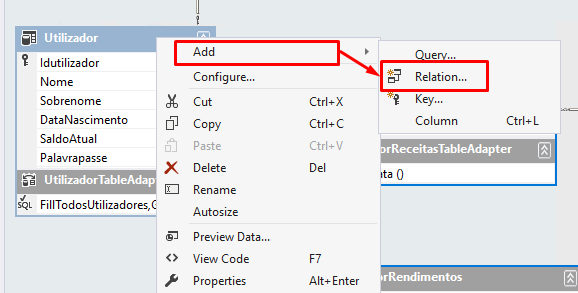 Utilizador
Idutilizador
Nome
Sobrenome
DataNascimento
SaldoAtual
Palavrapasse
UtilizadorTableAdap
FillTodosUtilizadores,G
Add
Configure...
Cut Ctrl+X
Copy Ctrl+C
Paste Ctrl+V
Delete Del
Rename
Autosize
Preview Data...
View Code F7
Properties Alt+Enter
Query...
Relation...
Key...
Column Ctrl+L
orReceitasTableAdapter
ata ()
orRendimentos